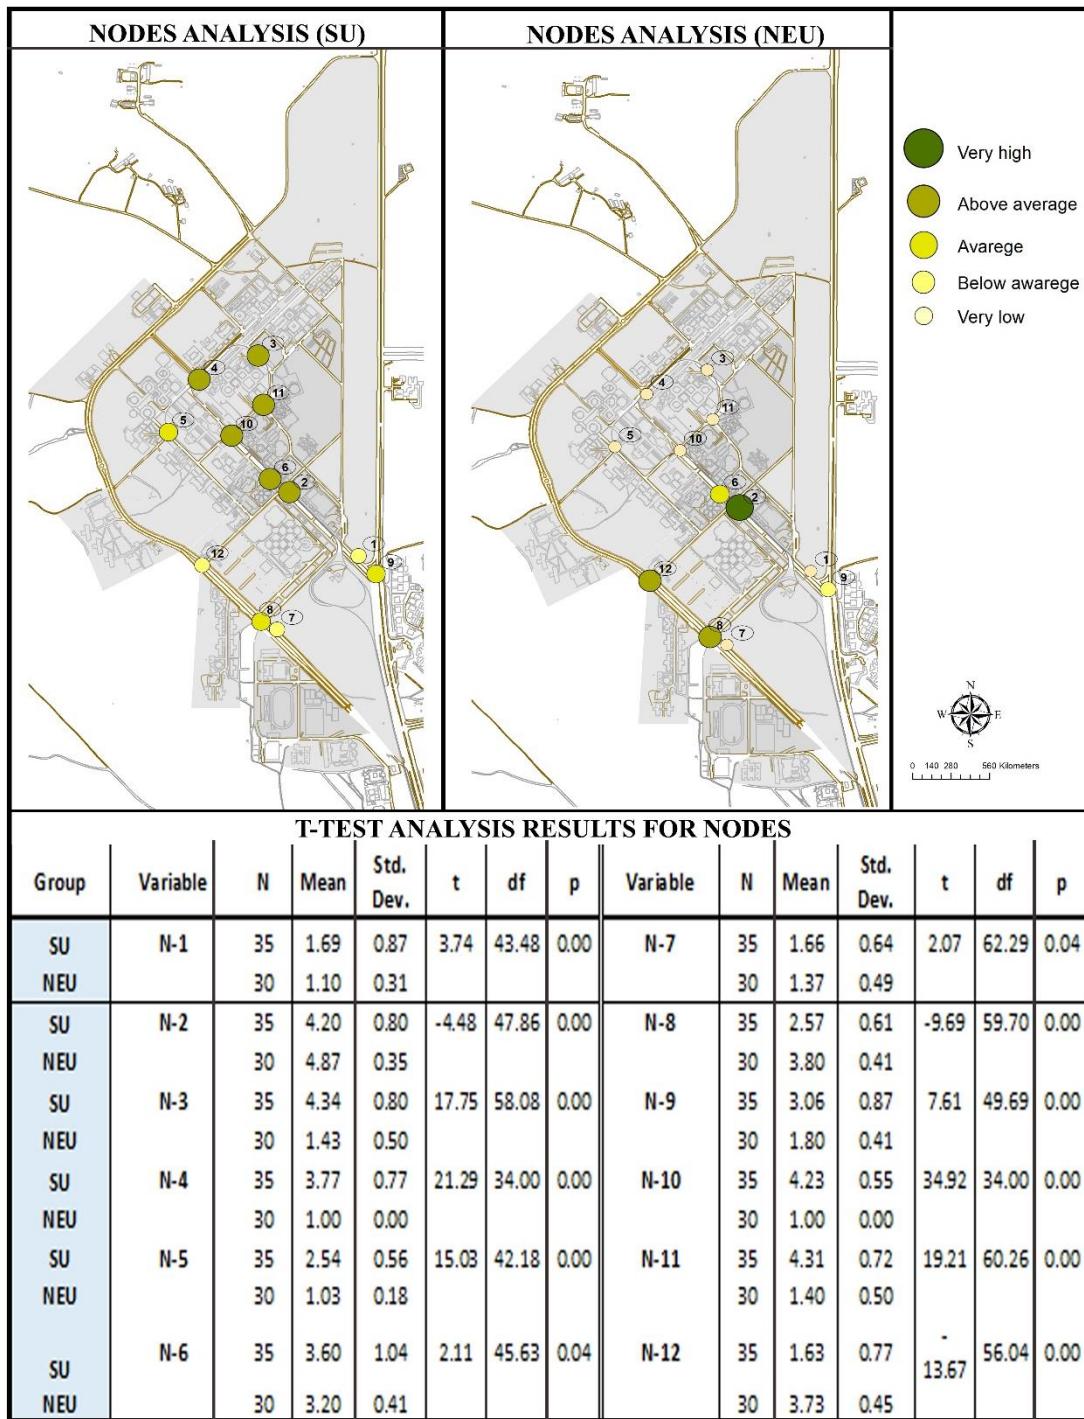 NODES ANALYSIS (SU)
NODES ANALYSIS (NEU)
3
4
11
5
10
6
2
1
12
9
8
7
3
4
11
5
10
6
2
1
9
12
8
7
Very high
Above average
Avarege
Below awarege
Very low
N
W E
S
0 140 280 560 Kilometers
T-TEST ANALYSIS RESULTS FOR NODES
Group Variable N Mean Std. Dev. t df p Variable N Mean Std. Dev. t df p
SU N-1 35 1.69 0.87 3.74 43.48 0.00 N-7 35 1.66 0.64 2.07 62.29 0.04
NEU 30 1.10 0.31 30 1.37 0.49
SU N-2 35 4.20 0.80 -4.48 47.86 0.00 N-8 35 2.57 0.61 -9.69 59.70 0.00
NEU 30 4.87 0.35 30 3.80 0.41
SU N-3 35 4.34 0.80 17.75 58.08 0.00 N-9 35 3.06 0.87 7.61 49.69 0.00
NEU 30 1.43 0.50 30 1.80 0.41
SU N-4 35 3.77 0.77 21.29 34.00 0.00 N-10 35 4.23 0.55 34.92 34.00 0.00
NEU 30 1.00 0.00 30 1.00 0.00
SU N-5 35 2.54 0.56 15.03 42.18 0.00 N-11 35 4.31 0.72 19.21 60.26 0.00
NEU 30 1.03 0.18 30 1.40 0.50
SU N-6 35 3.60 1.04 2.11 45.63 0.04 N-12 35 1.63 0.77 -13.67 56.04 0.00
NEU 30 3.20 0.41 30 3.73 0.45